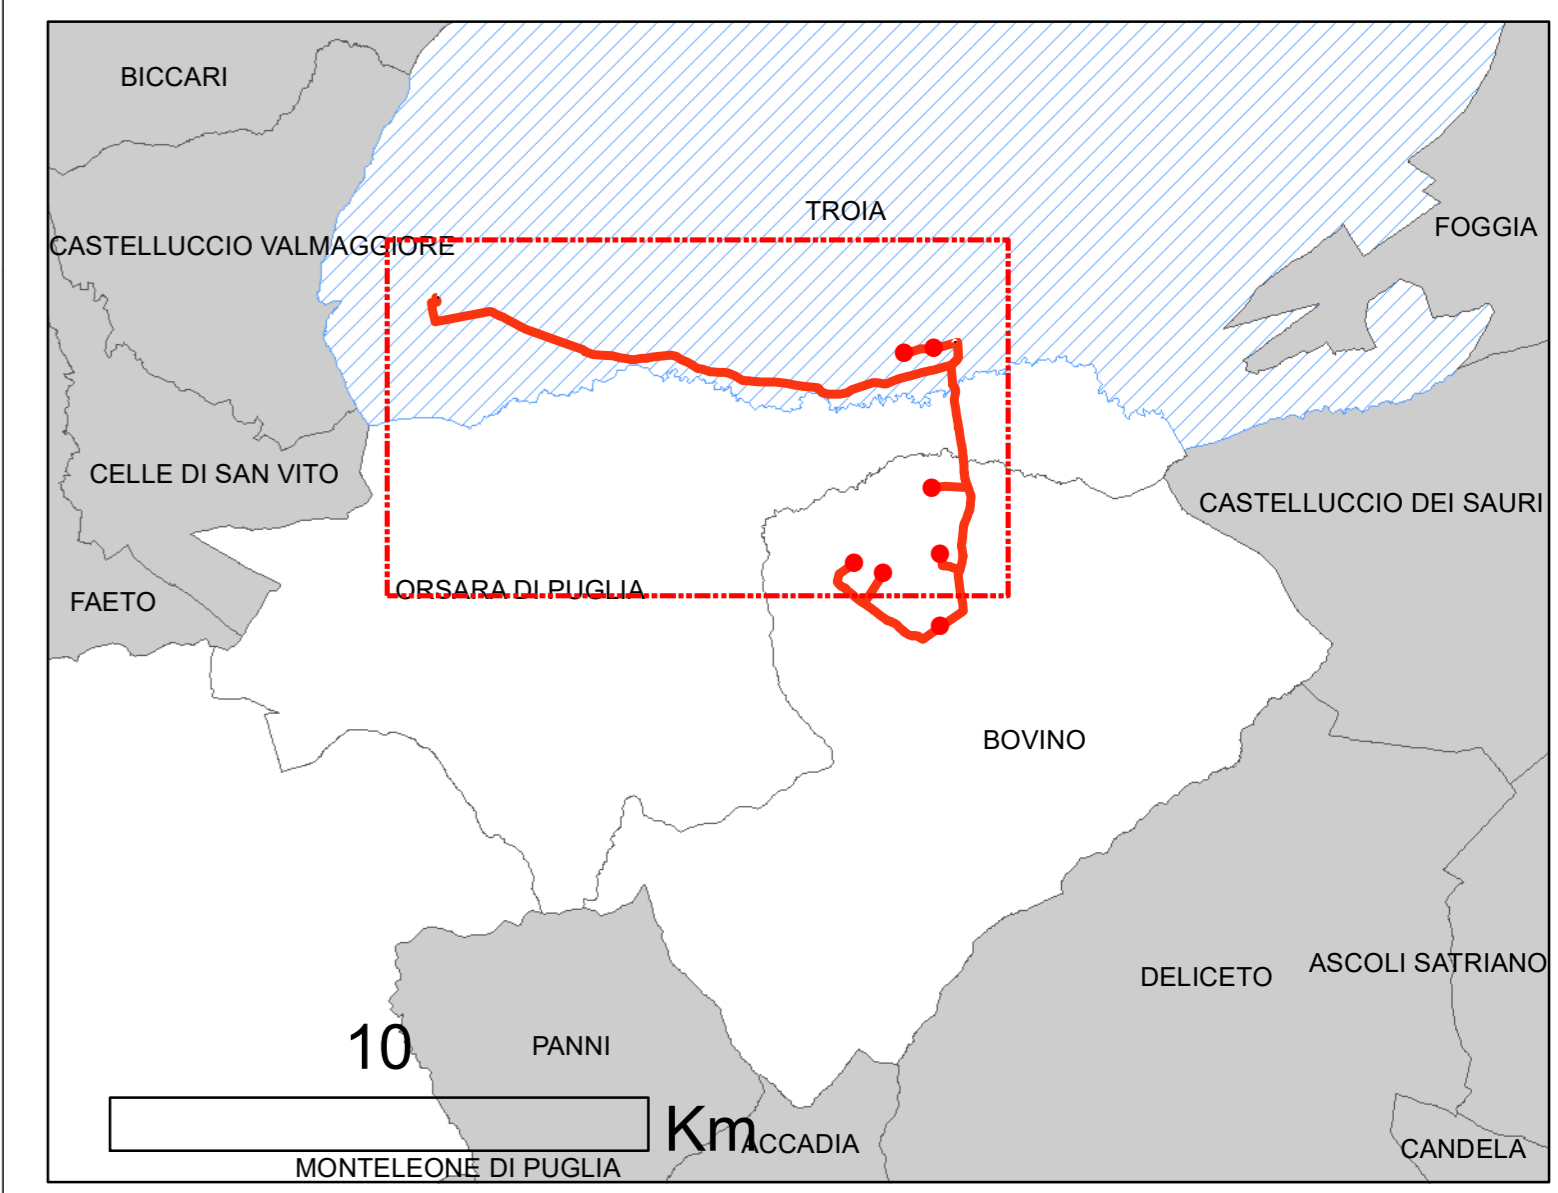 BICCARI
TROIA
FOGGIA
CASTELLUCCIO VALMAGGIORE
CELLE DI SAN VITO
CASTELLUCCIO DEI SAURI
ORSARA DI PUGLIA
FAETO
BOVINO
ASCOLI SATRIANO
DELICETO
PANNI
10
Km
ACCADIA
CANDELA
MONTELEONE DI PUGLIA